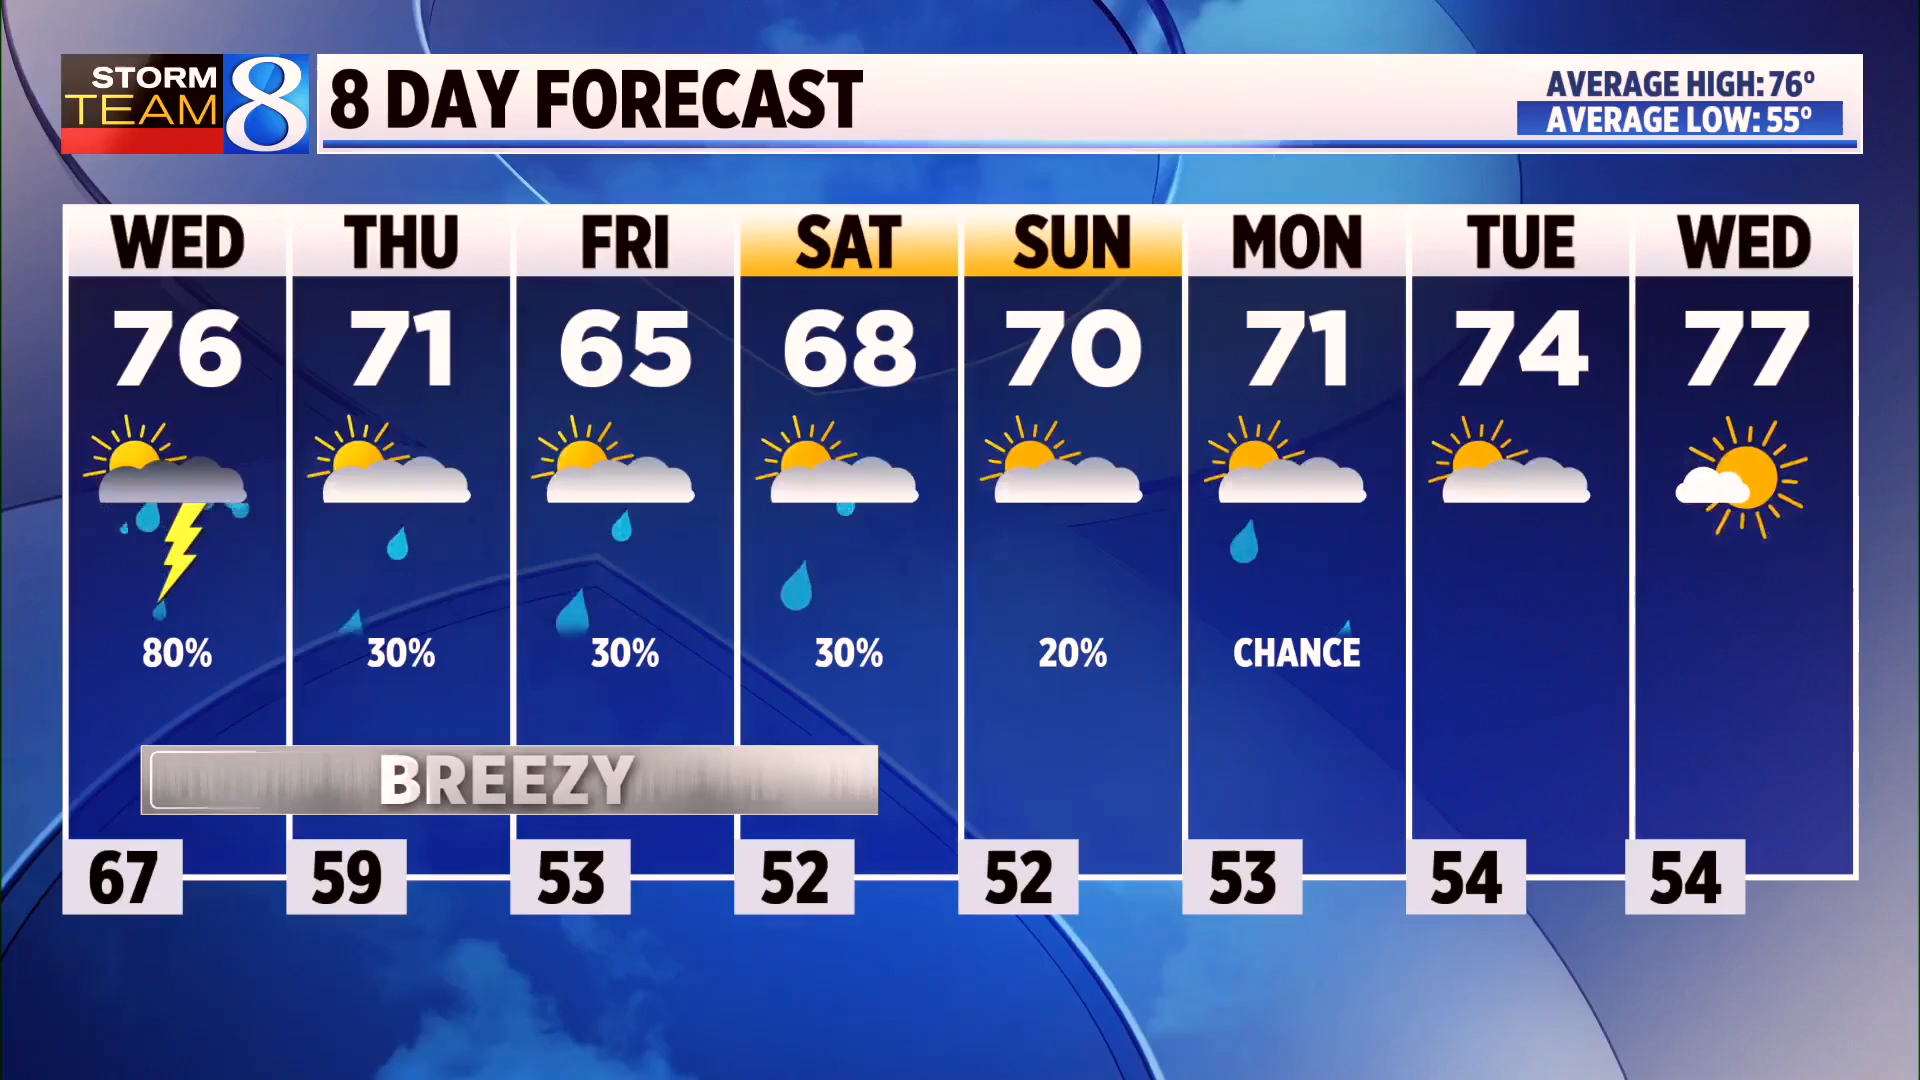 STORM
TEAM
8
8 DAY FORECAST
AVERAGE HIGH: 76º
AVERAGE LOW: 55º
WED THU FRI SAT SUN MON TUE WED
76 71 65 68 70 71 74 77
80% 30% 30% 30% 20% CHANCE
BREEZY
67 59 53 52 52 53 54 54